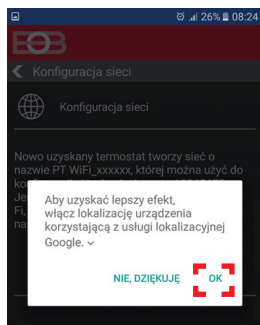 26% 08:24
EOB
Konfiguracja sieci
Konfiguracja sieci
Nowo uzyskany termostat tworzy sieć o
nazwie PT WiFi_xxxxxx, której można użyć do
Aby uzyskać lepszy efekt,
włącz lokalizację urządzenia
korzystającą z usługi lokalizacyjnej
Google.
NIE, DZIĘKUJĘ OK